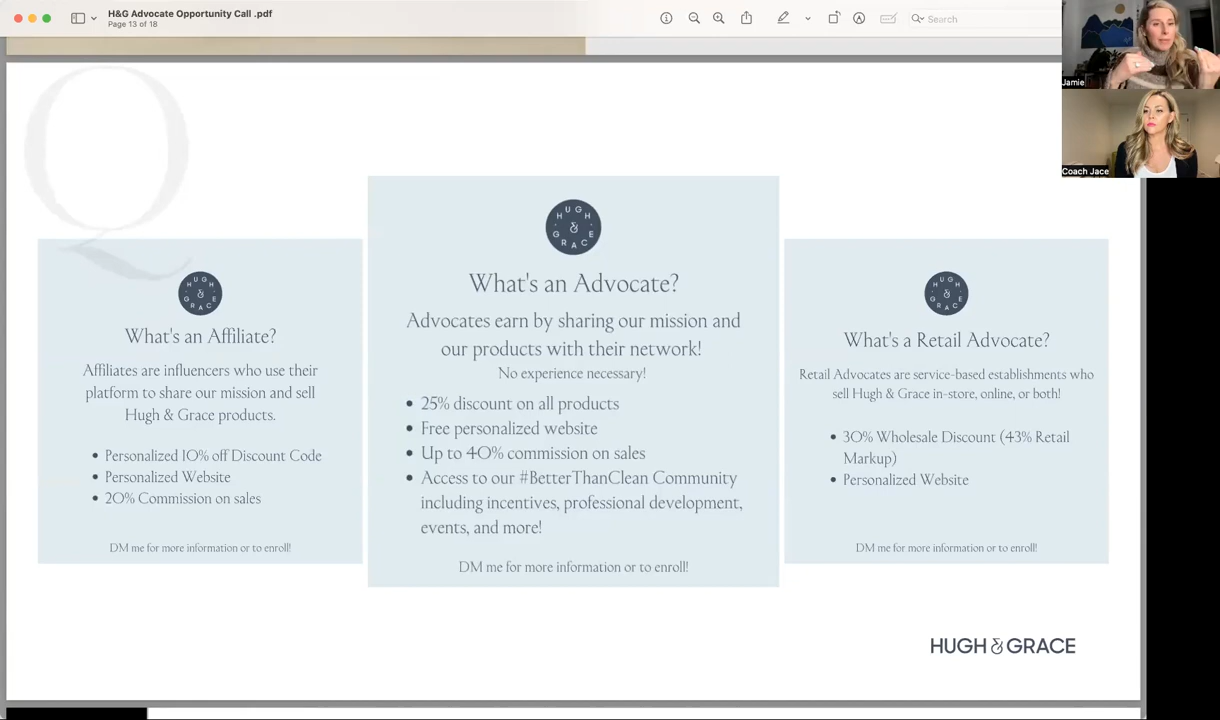 H&G Advocate Opportunity Call .pdf
Page 13 of 18
Search
Jamie
Coach Jace
Q
HUGH & GRACE
What's an Affiliate?
Affiliates are influencers who use their
platform to share our mission and sell
Hugh & Grace products.
• Personalized 10% off Discount Code
• Personalized Website
• 20% Commission on sales
DM me for more information or to enroll!
HUGH & GRACE
What's an Advocate?
Advocates earn by sharing our mission and
our products with their network!
No experience necessary!
• 25% discount on all products
• Free personalized website
• Up to 40% commission on sales
• Access to our #BetterThanClean Community
including incentives, professional development,
events, and more!
DM me for more information or to enroll!
HUGH & GRACE
What's a Retail Advocate?
Retail Advocates are service-based establishments who
sell Hugh & Grace in-store, online, or both!
• 30% Wholesale Discount (43% Retail
Markup)
• Personalized Website
DM me for more information or to enroll!
HUGH & GRACE